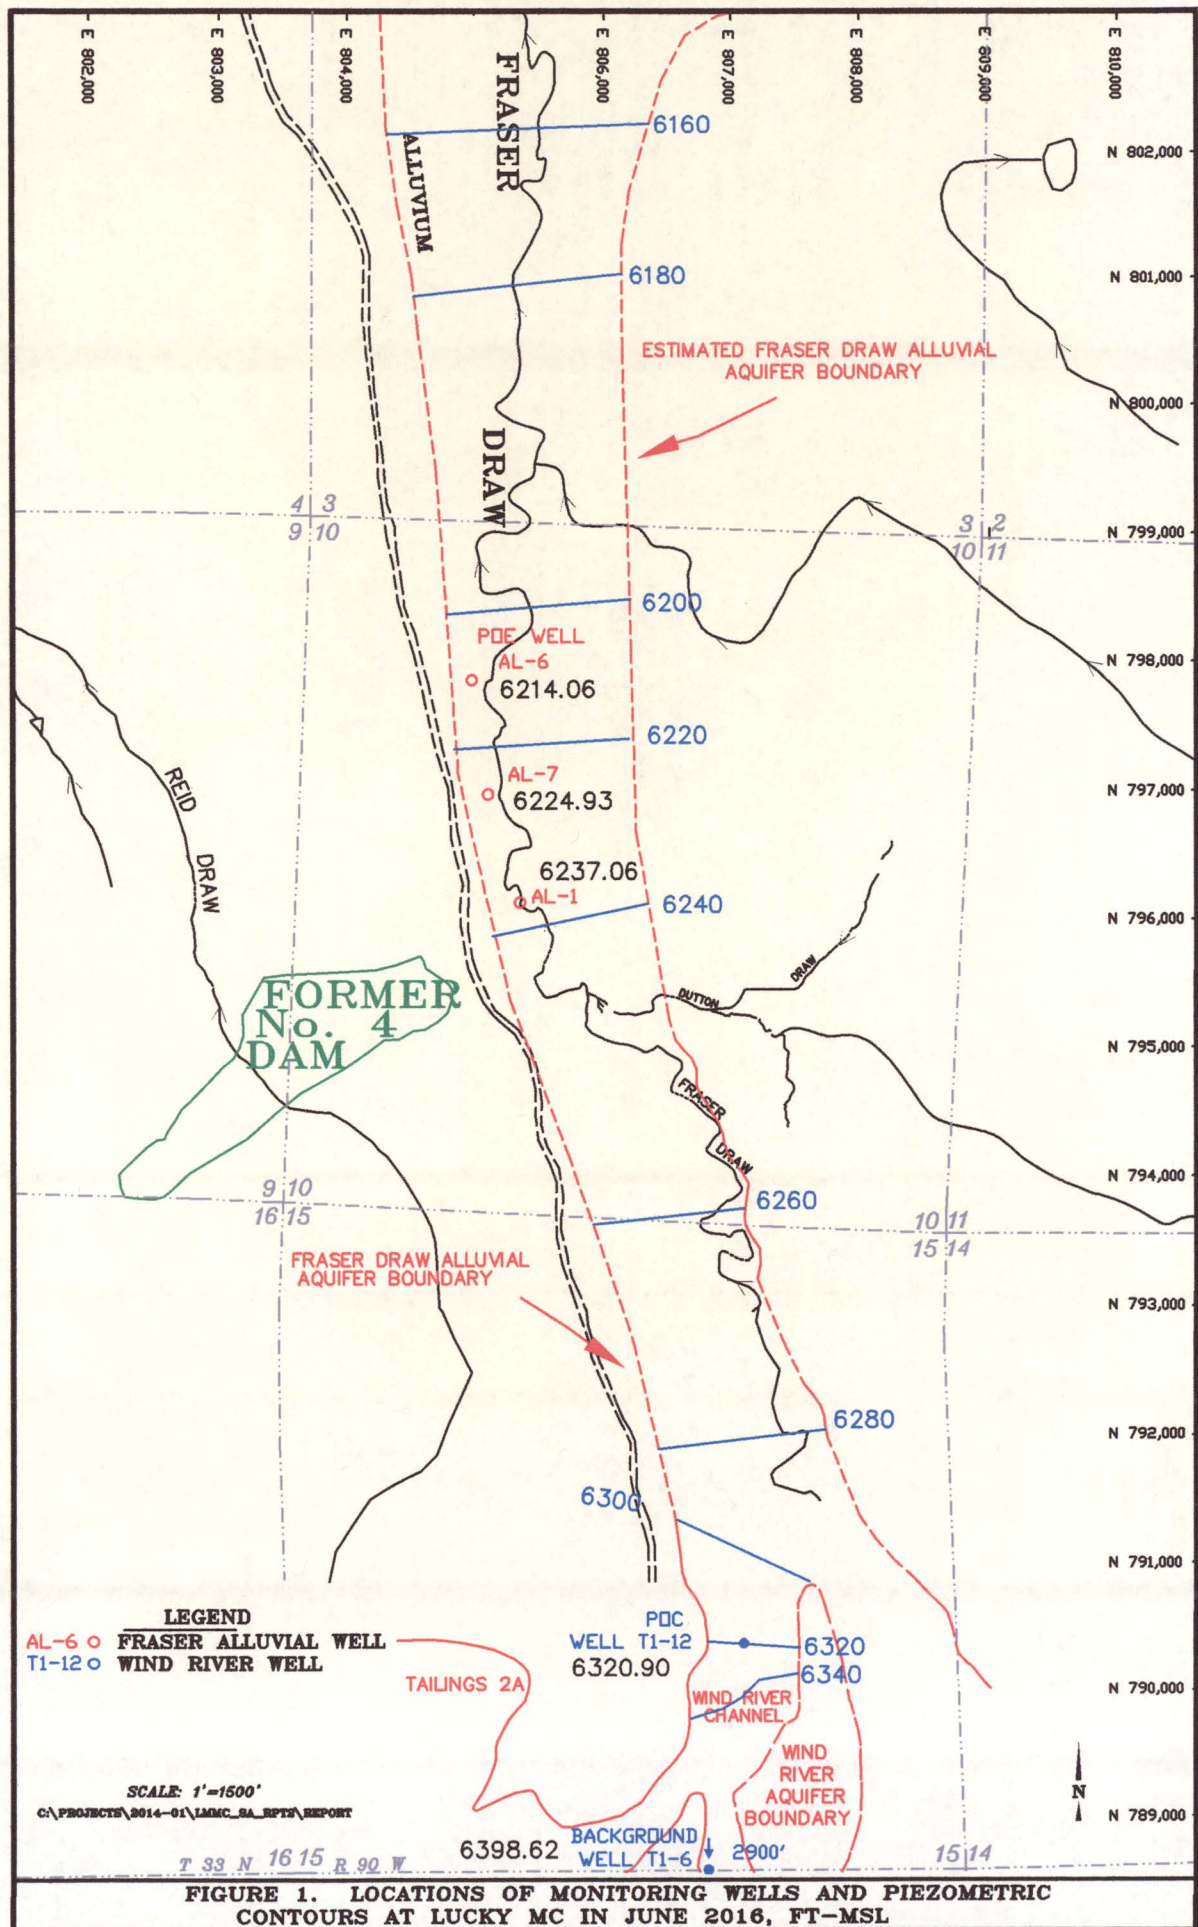 E 802,000
E 803,000
E 804,000
E 806,000
E 807,000
E 808,000
E 809,000
E 810,000
FRASER
6160
ALLUVIUM
N 802,000
6180
N 801,000
ESTIMATED FRASER DRAW ALLUVIAL
AQUIFER BOUNDARY
N 800,000
DRAW
4 3
9 10
3 2
10 11
N 799,000
6200
POE WELL
AL-6
6214.06
N 798,000
6220
AL-7
6224.93
N 797,000
REID
DRAW
6237.06
AL-1
6240
N 796,000
DRAW
DUTTON
FORMER
No. 4
DAM
N 795,000
FRASER
DRAW
N 794,000
9 10
16 15
6260
10 11
15 14
FRASER DRAW ALLUVIAL
AQUIFER BOUNDARY
N 793,000
6280
N 792,000
6300
N 791,000
LEGEND
AL-6 FRASER ALLUVIAL WELL
T1-12 WIND RIVER WELL
POC
WELL T1-12
6320.90
6320
6340
TAILINGS 2A
WIND RIVER
CHANNEL
N 790,000
WIND
RIVER
AQUIFER
BOUNDARY
N
SCALE: 1"=1500'
C:\PROJECTS\2014-01\LMMC_SA_RPTS\REPORT
N 789,000
6398.62
BACKGROUND
WELL T1-6
2900'
T 33 N 16 15 R 90 W
15 14
FIGURE 1. LOCATIONS OF MONITORING WELLS AND PIEZOMETRIC
CONTOURS AT LUCKY MC IN JUNE 2016, FT-MSL